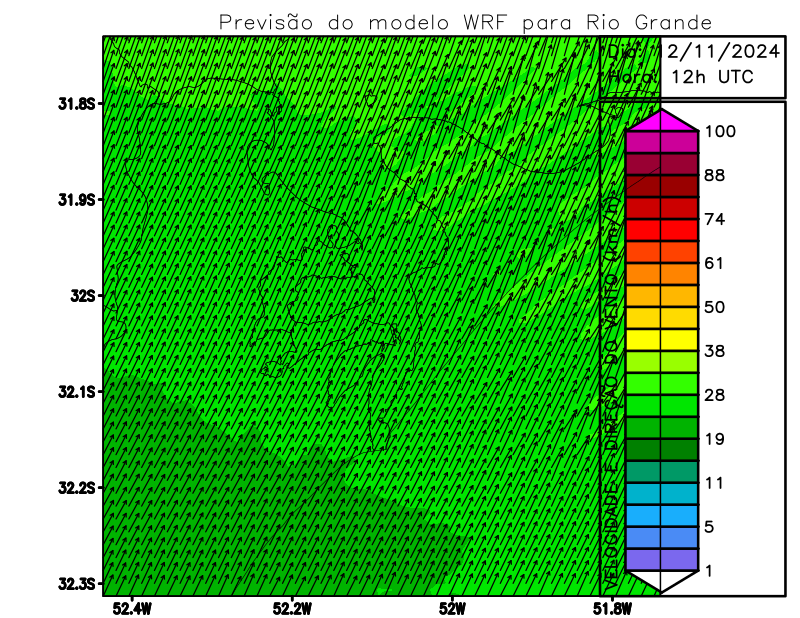 Previsão do modelo WRF para Rio Grande
Dia: 12/11/2024
Hora: 12h UTC
31.8S
31.9S
32S
32.1S
32.2S
32.3S
52.4W
52.2W
52W
51.8W
VELOCIDADE E DIREÇÃO DO VENTO (km/h)
100
88
74
61
50
38
28
19
11
5
1